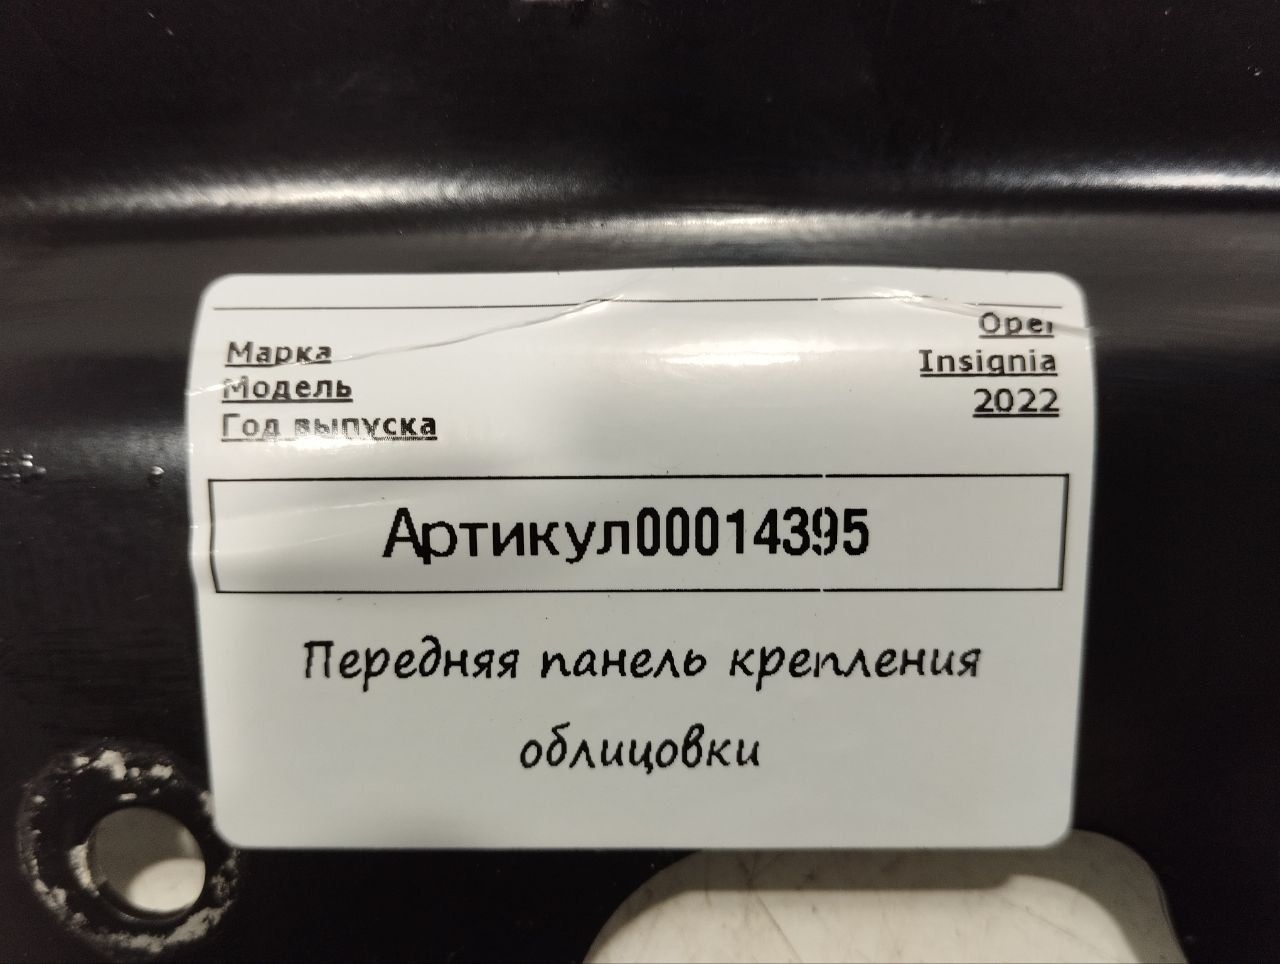 Марка Opel
Модель Insignia
Год выпуска 2022
Артикул00014395
Передняя панель крепления
облицовки